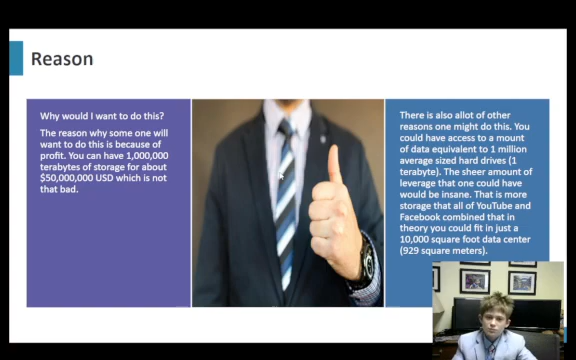 Reason
Why would I want to do this?
The reason why some one will
want to do this is because of
profit. You can have 1,000,000
terabytes of storage for about
$50,000,000 USD which is not
that bad.
There is also allot of other
reasons one might do this. You
could have access to a mount
of data equivalent to 1 million
average sized hard drives (1
terabyte). The sheer amount of
leverage that one could have
would be insane. That is more
storage that all of YouTube and
Facebook combined that in
theory you could fit in just a
10,000 square foot data center
(929 square meters).